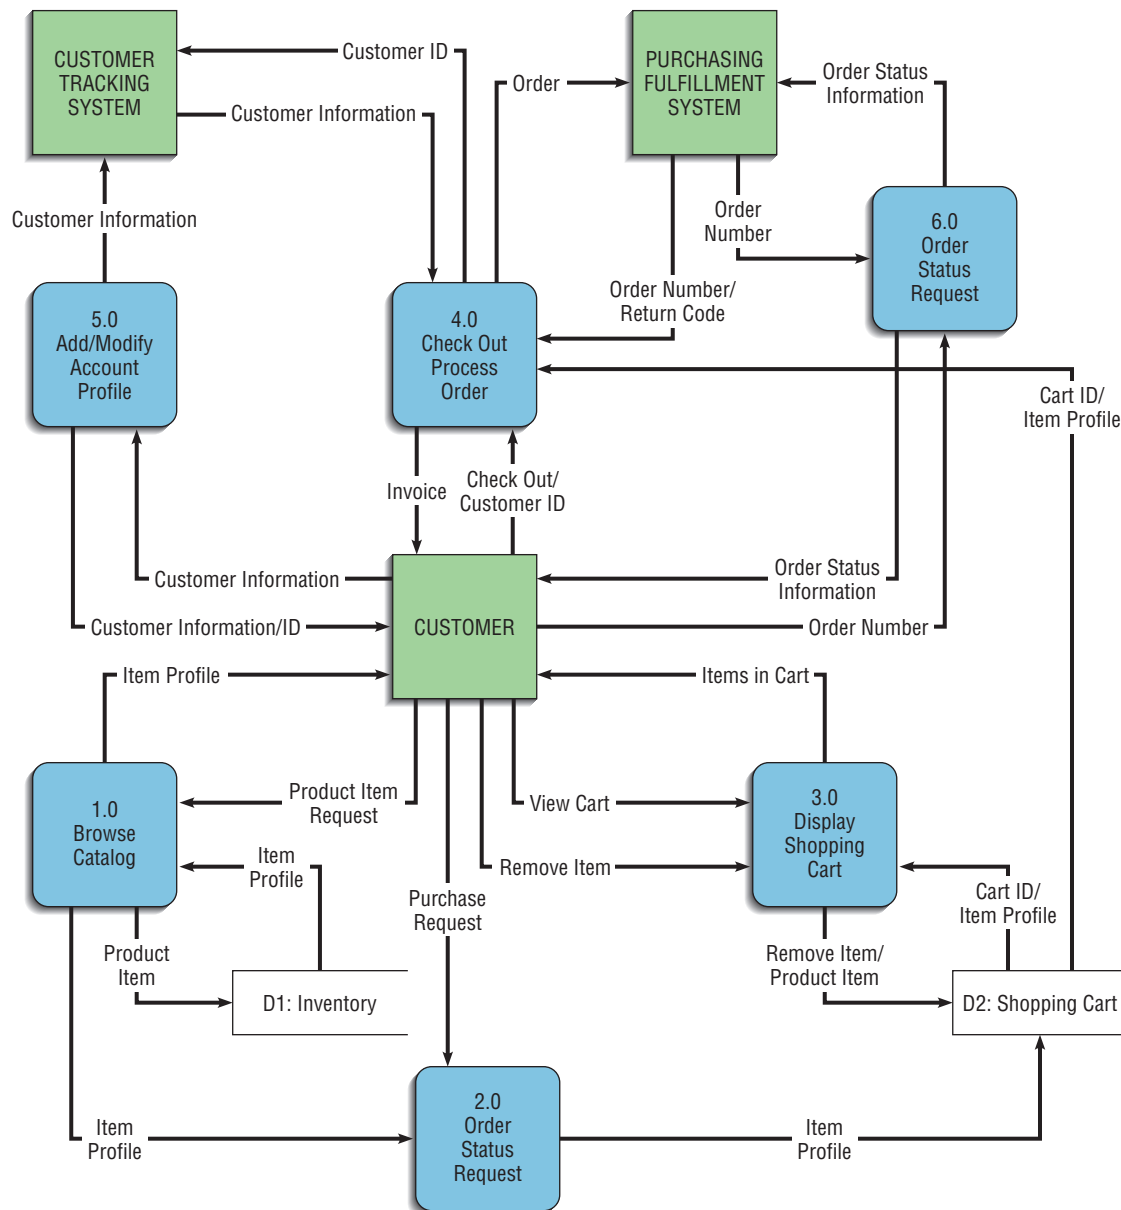 CUSTOMER
TRACKING
SYSTEM
Customer ID
Customer Information
Order
PURCHASING
FULFILLMENT
SYSTEM
Order Status
Information
Customer Information
Order
Number
6.0
Order
Status
Request
5.0
Add/Modify
Account
Profile
4.0
Check Out
Process
Order
Order Number/
Return Code
Cart ID/
Item Profile
Invoice
Check Out/
Customer ID
Customer Information
Order Status
Information
Customer Information/ID
CUSTOMER
Order Number
Item Profile
Items in Cart
1.0
Browse
Catalog
Product Item
Request
View Cart
3.0
Display
Shopping
Cart
Item
Profile
Remove Item
Purchase
Request
Cart ID/
Item Profile
Product
Item
Remove Item/
Product Item
D1: Inventory
D2: Shopping Cart
Item
Profile
2.0
Order
Status
Request
Item
Profile